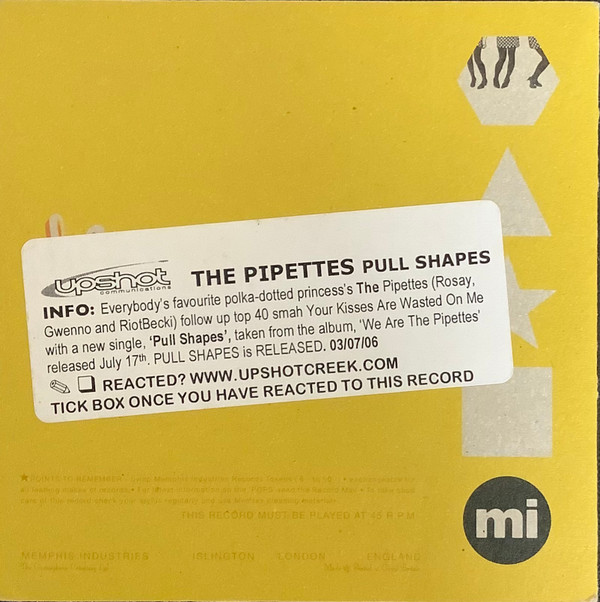 upshot
communications
THE PIPETTES PULL SHAPES
INFO: Everybody's favourite polka-dotted princess's The Pipettes (Rosay,
Gwenno and RiotBecki) follow up top 40 smah Your Kisses Are Wasted On Me
with a new single, 'Pull Shapes', taken from the album, 'We Are The Pipettes'
released July 17th. PULL SHAPES is RELEASED. 03/07/06
REACTED? WWW.UPSHOTCREEK.COM
TICK BOX ONCE YOU HAVE REACTED TO THIS RECORD
POINTS TO REMEMBER
THIS RECORD MUST BE PLAYED AT 45 R.P.M.
MEMPHIS INDUSTRIES ISLINGTON LONDON ENGLAND
mi